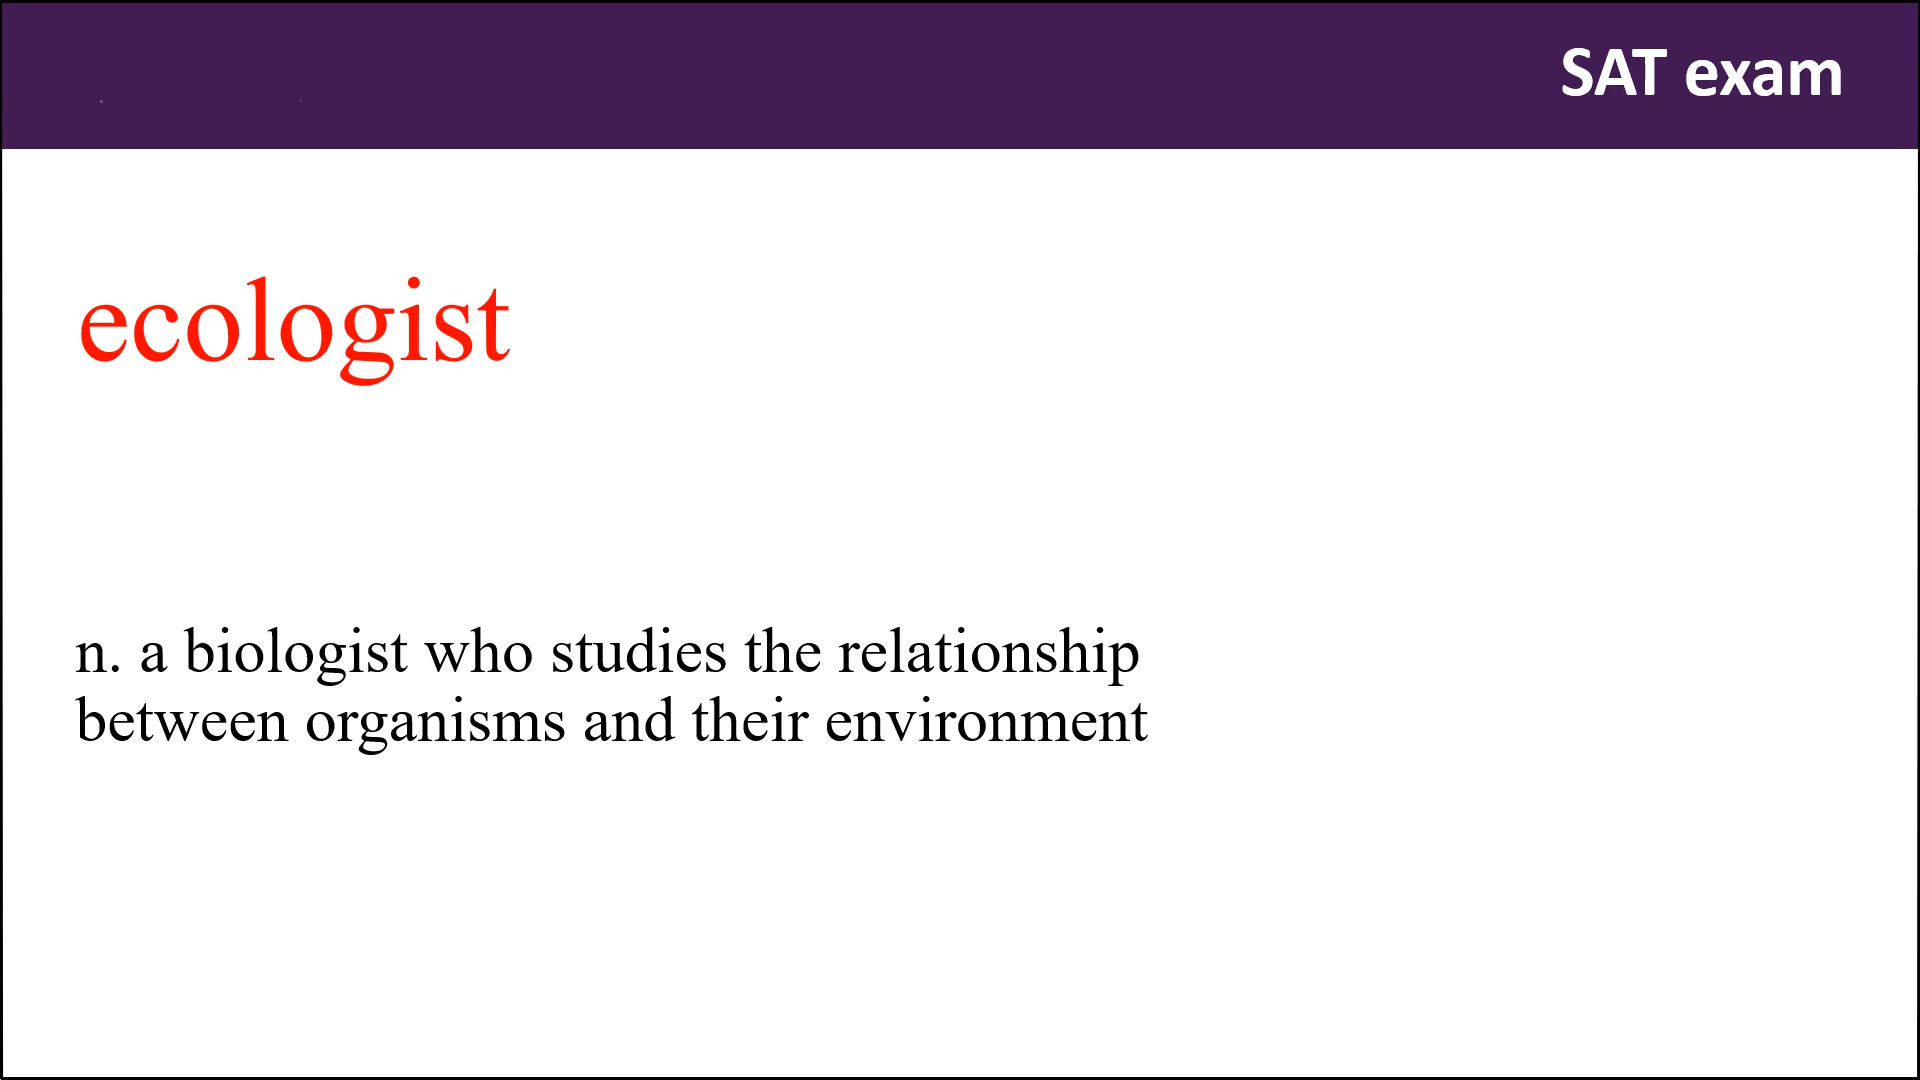 SAT exam
ecologist
n. a biologist who studies the relationship
between organisms and their environment